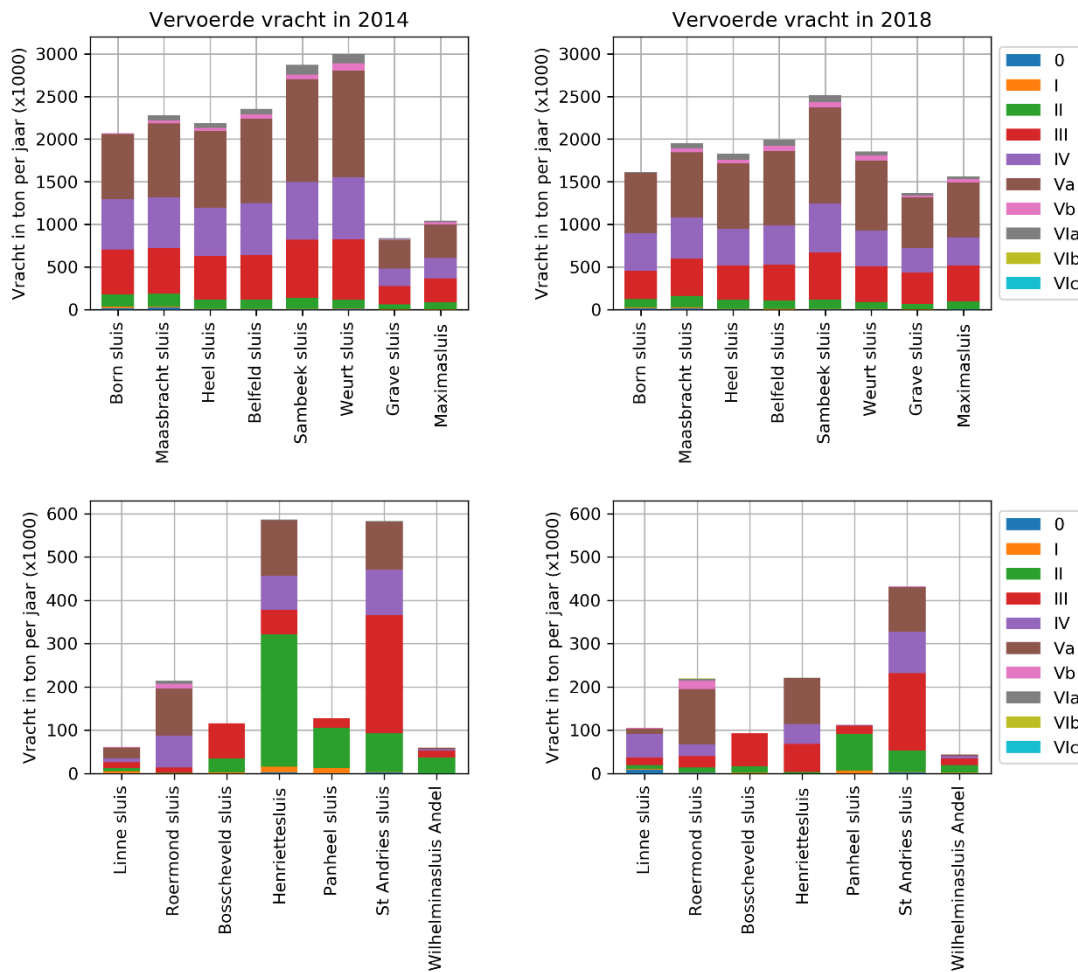 Vervoerde vracht in 2014
Vracht in ton per jaar (x1000)
3000
2500
2000
1500
1000
500
0
Born sluis
Maasbracht sluis
Heel sluis
Belfeld sluis
Sambeek sluis
Weurt sluis
Grave sluis
Maximasluis
Vervoerde vracht in 2018
Vracht in ton per jaar (x1000)
3000
2500
2000
1500
1000
500
0
Born sluis
Maasbracht sluis
Heel sluis
Belfeld sluis
Sambeek sluis
Weurt sluis
Grave sluis
Maximasluis
0
I
II
III
IV
Va
Vb
VIa
VIb
VIc
Vracht in ton per jaar (x1000)
600
500
400
300
200
100
0
Linne sluis
Roermond sluis
Bosscheveld sluis
Henriettesluis
Panheel sluis
St Andries sluis
Wilhelminasluis Andel
Vracht in ton per jaar (x1000)
600
500
400
300
200
100
0
Linne sluis
Roermond sluis
Bosscheveld sluis
Henriettesluis
Panheel sluis
St Andries sluis
Wilhelminasluis Andel
0
I
II
III
IV
Va
Vb
VIa
VIb
VIc